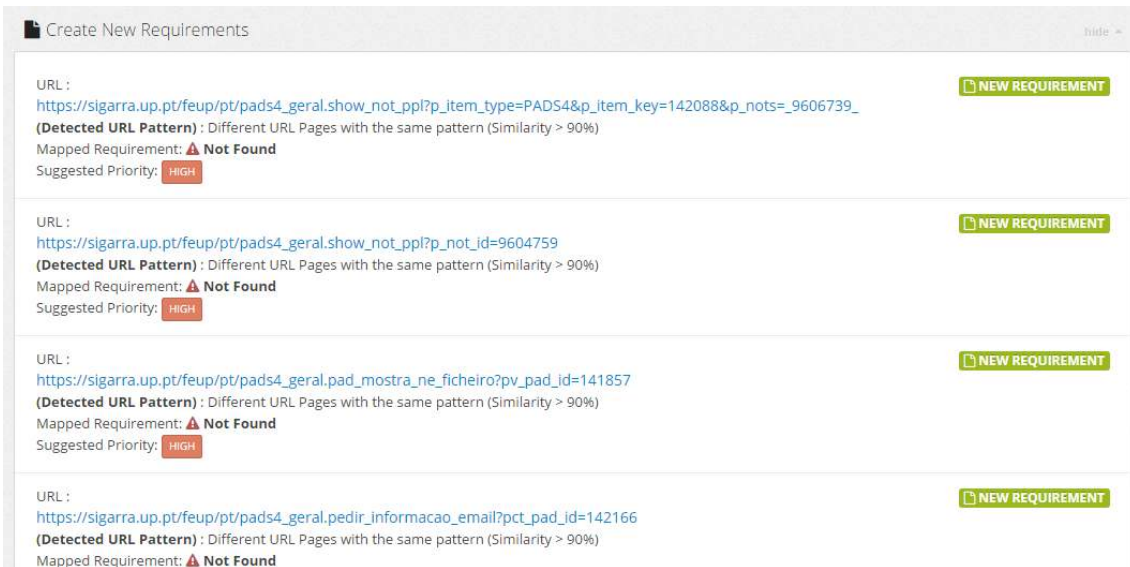 Create New Requirements
hide
URL :
NEW REQUIREMENT
https://sigarra.up.pt/feup/pt/pads4_geral.show_not_ppl?p_item_type=PADS4&p_item_key=142088&p_nots=_9606739_
(Detected URL Pattern) : Different URL Pages with the same pattern (Similarity > 90%)
Mapped Requirement: Not Found
Suggested Priority: HIGH
URL :
NEW REQUIREMENT
https://sigarra.up.pt/feup/pt/pads4_geral.show_not_ppl?p_not_id=9604759
(Detected URL Pattern) : Different URL Pages with the same pattern (Similarity > 90%)
Mapped Requirement: Not Found
Suggested Priority: HIGH
URL :
NEW REQUIREMENT
https://sigarra.up.pt/feup/pt/pads4_geral.pad_mostra_ne_ficheiro?pv_pad_id=141857
(Detected URL Pattern) : Different URL Pages with the same pattern (Similarity > 90%)
Mapped Requirement: Not Found
Suggested Priority: HIGH
URL :
NEW REQUIREMENT
https://sigarra.up.pt/feup/pt/pads4_geral.pedir_informacao_email?pct_pad_id=142166
(Detected URL Pattern) : Different URL Pages with the same pattern (Similarity > 90%)
Mapped Requirement: Not Found